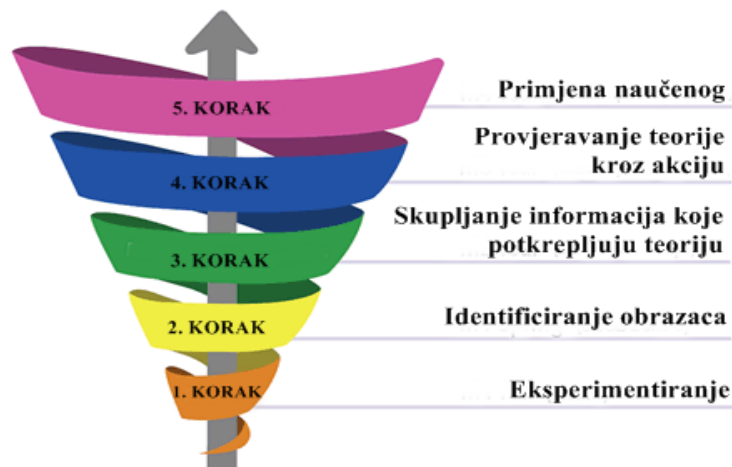 5. KORAK
Primjena naučenog
4. KORAK
Provjeravanje teorije
kroz akciju
3. KORAK
Skupljanje informacija koje
potkrepljuju teoriju
2. KORAK
Identificiranje obrazaca
1. KORAK
Eksperimentiranje